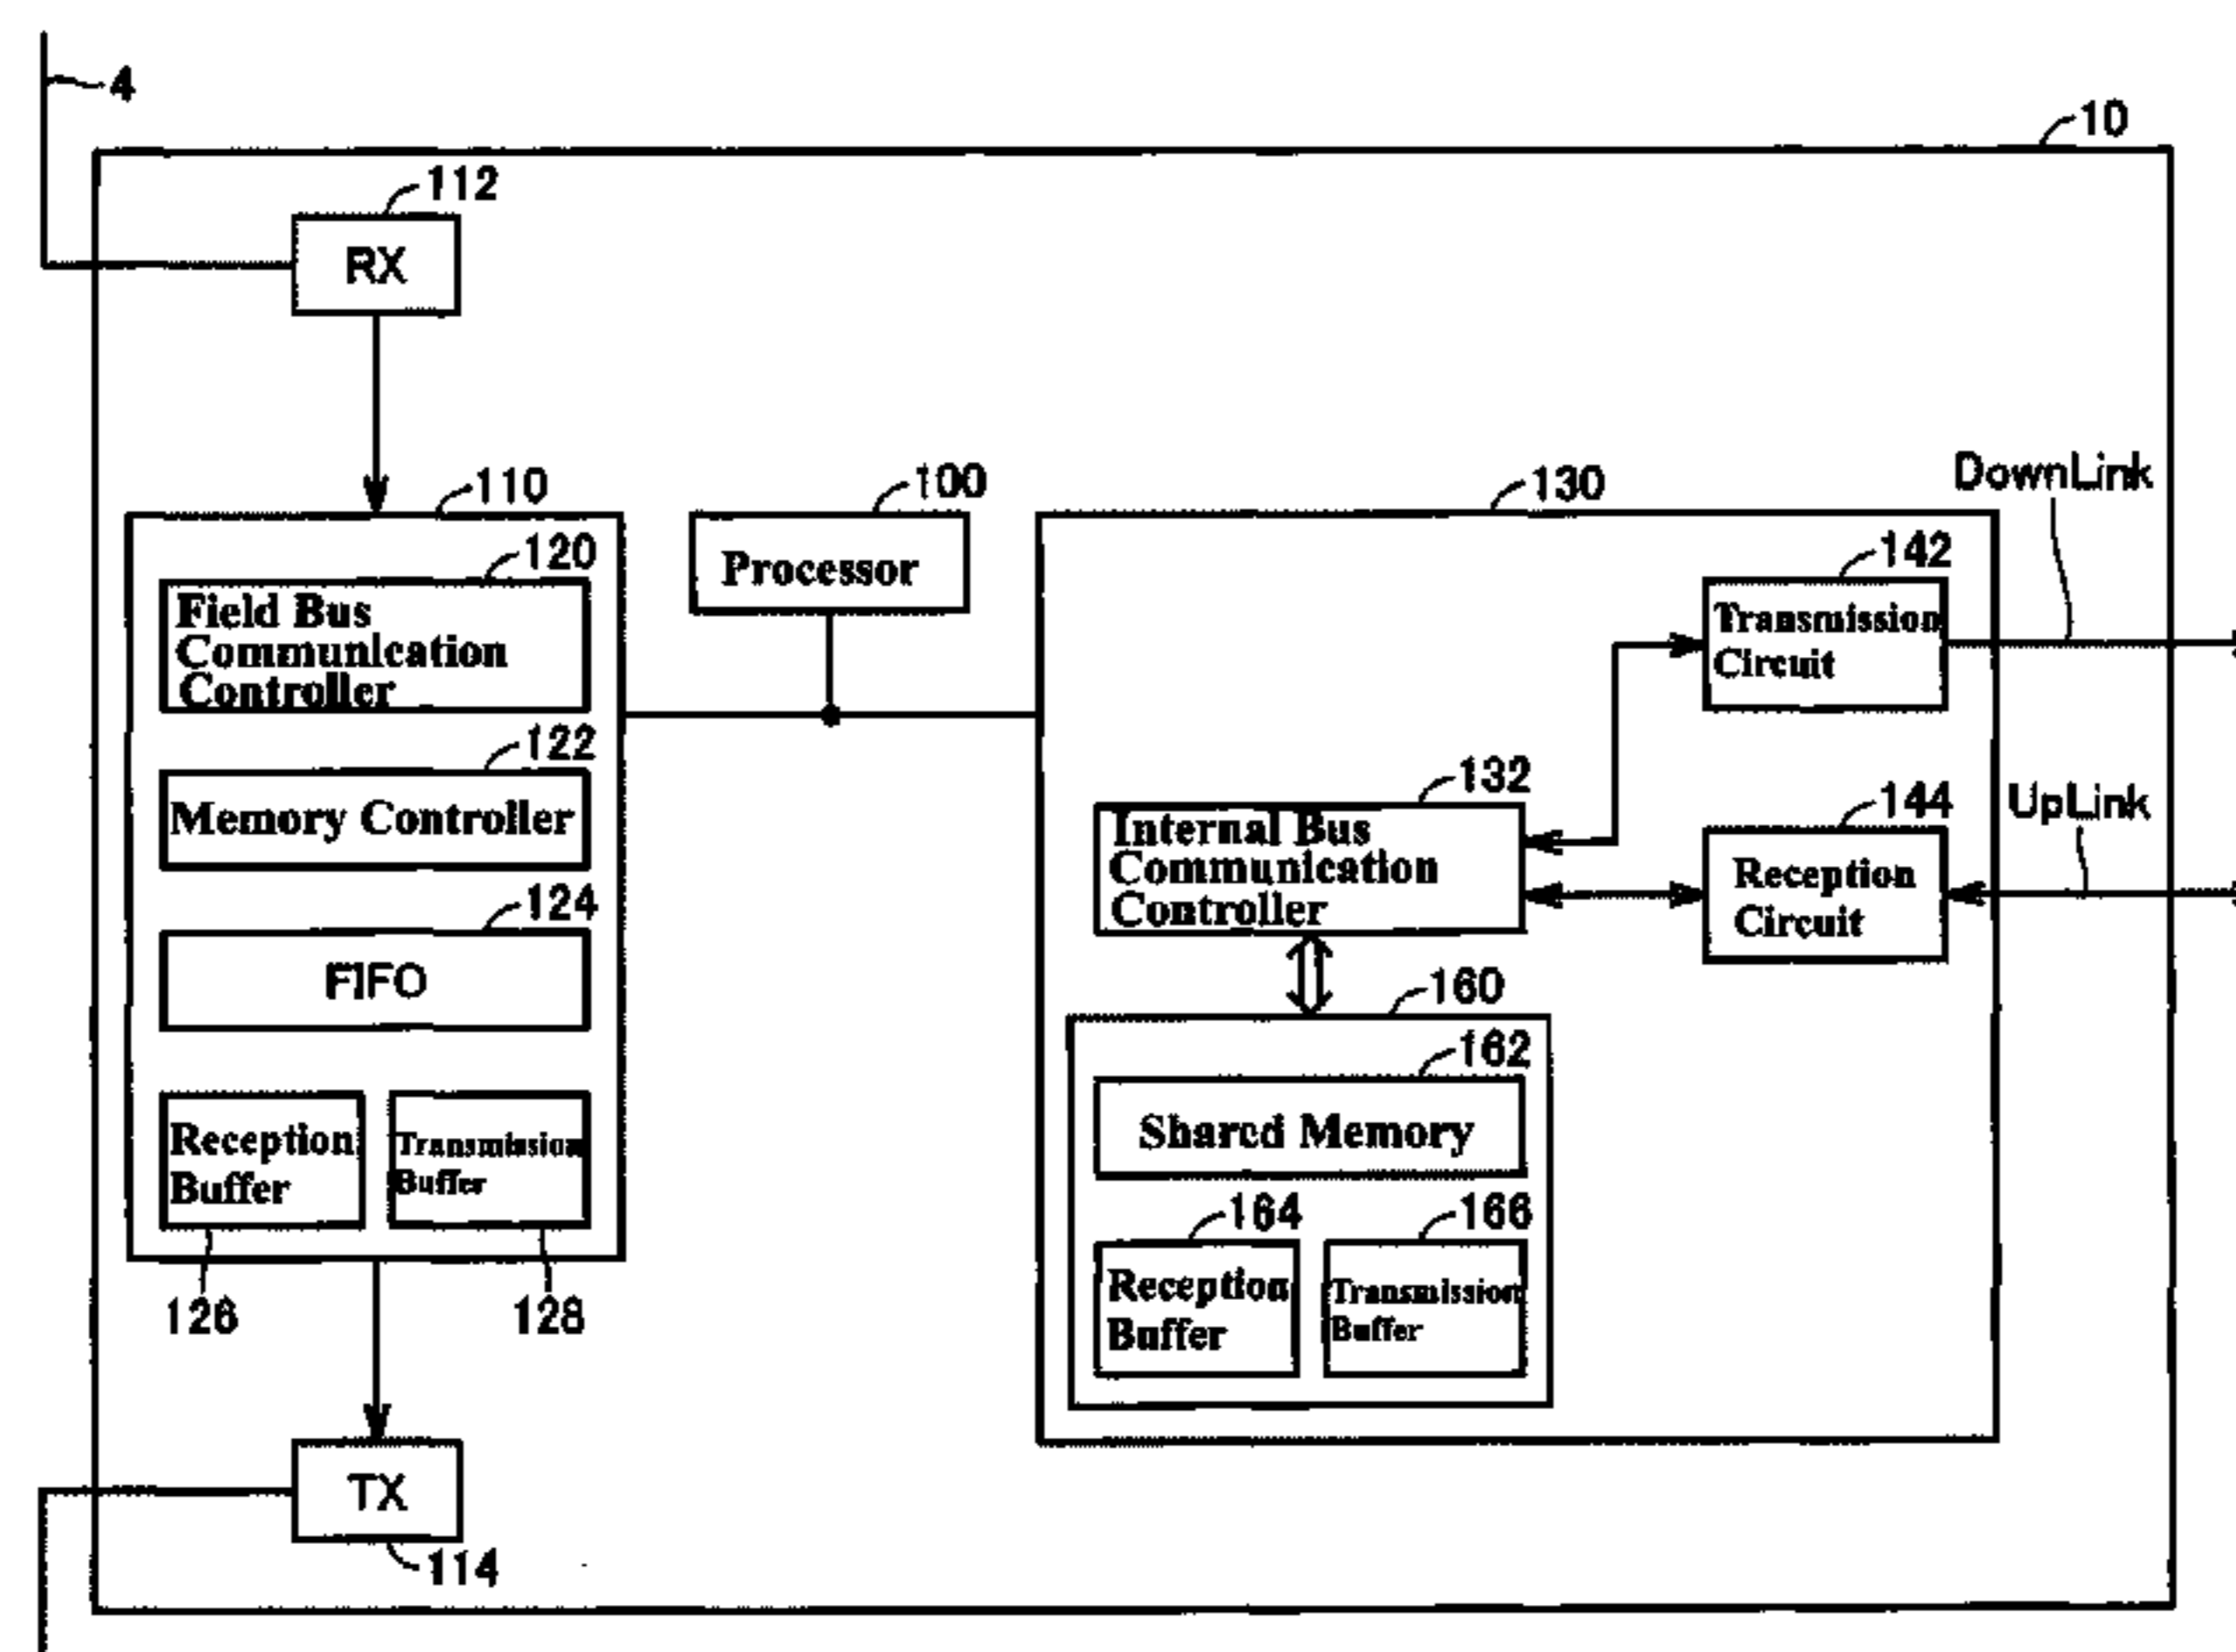 4
10
112
RX
110
100
130
DownLink
120
Field Bus
Communication
Controller
Processor
142
Transmission
Circuit
122
Memory Controller
132
Internal Bus
Communication
Controller
144
UpLink
Reception
Circuit
124
FIFO
160
162
Shared Memory
Reception
Buffer
Transmission
Buffer
164
166
Reception
Buffer
Transmission
Buffer
126
128
TX
114